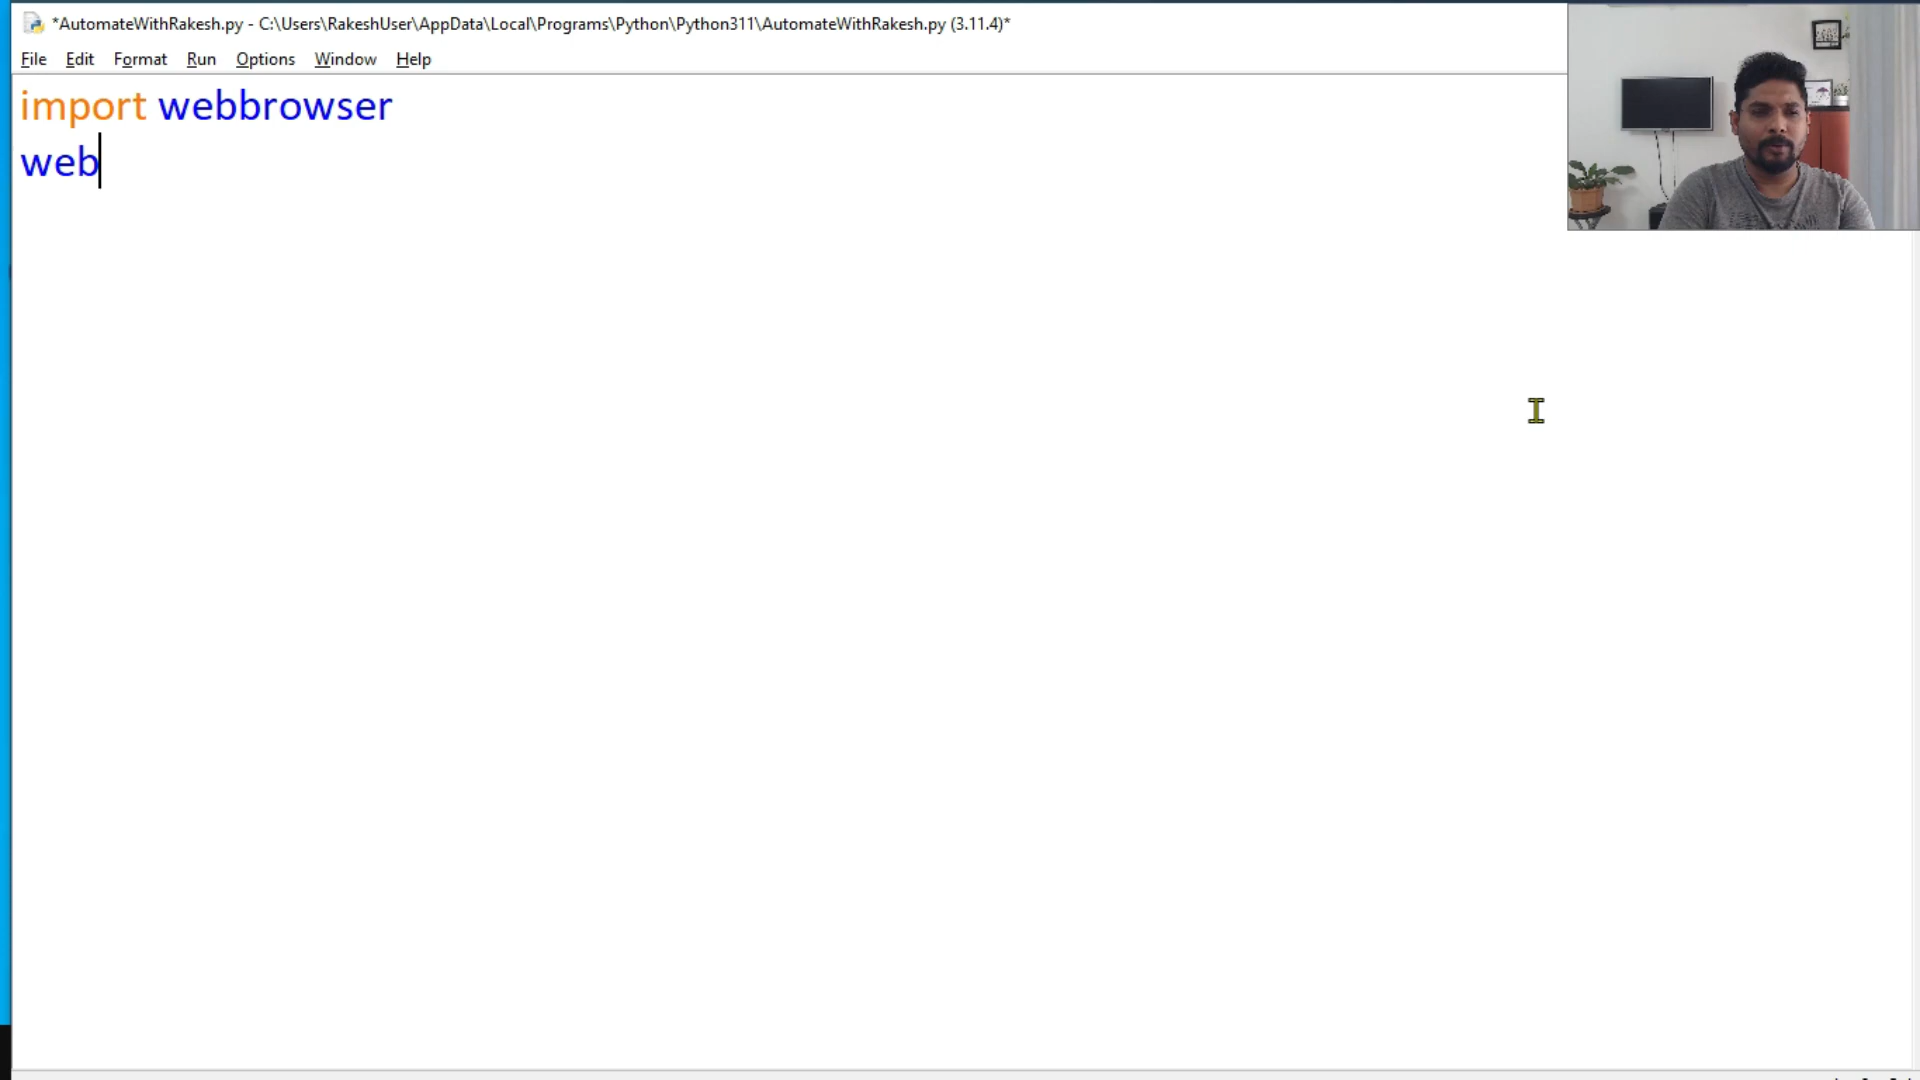 *AutomateWithRakesh.py - C:\Users\RakeshUser\AppData\Local\Programs\Python\Python311\AutomateWithRakesh.py (3.11.4)*
File Edit Format Run Options Window Help
import webbrowser
web